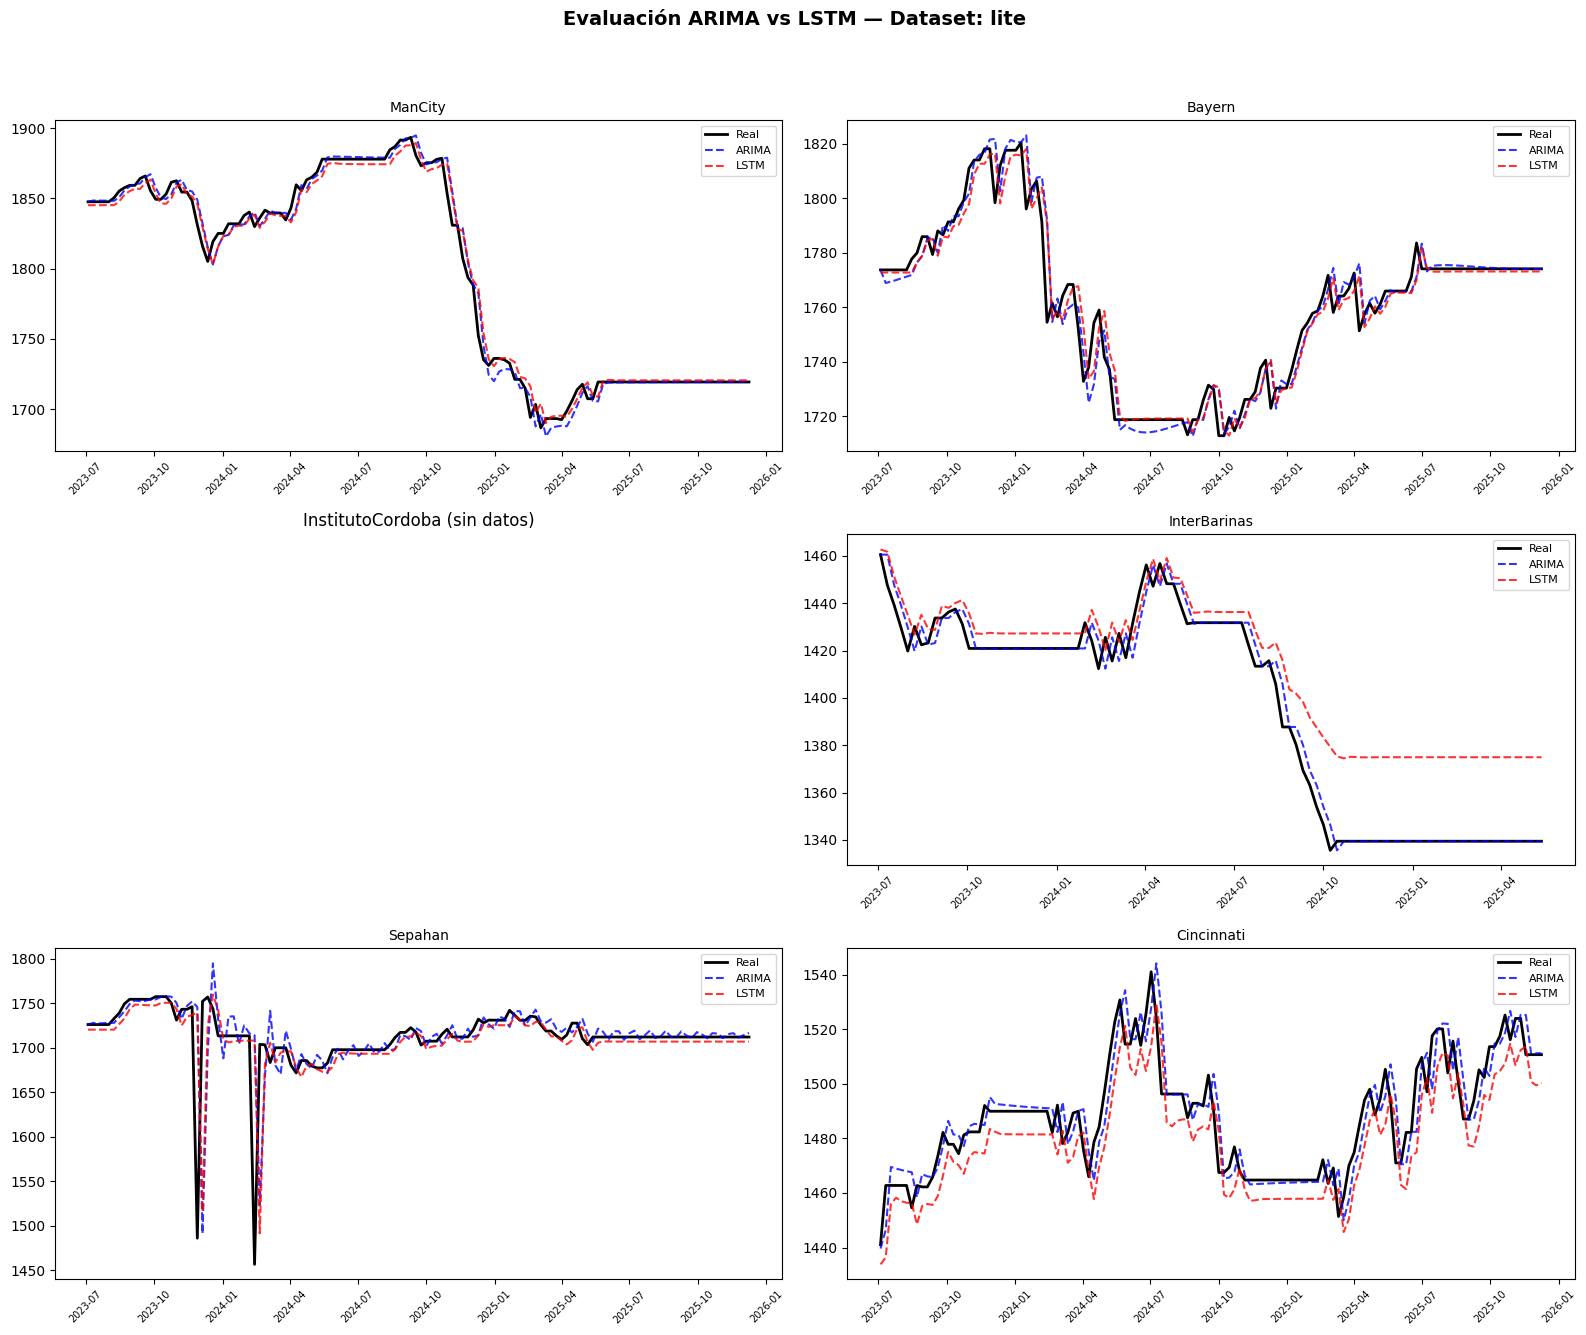 Evaluación ARIMA vs LSTM — Dataset: lite
ManCity
1900
1850
1800
1750
1700
Real
ARIMA
LSTM
2023-07 2023-10 2024-01 2024-04 2024-07 2024-10 2025-01 2025-04 2025-07 2025-10 2026-01
Bayern
1820
1800
1780
1760
1740
1720
Real
ARIMA
LSTM
2023-07 2023-10 2024-01 2024-04 2024-07 2024-10 2025-01 2025-04 2025-07 2025-10 2026-01
InstitutoCordoba (sin datos)
InterBarinas
1460
1440
1420
1400
1380
1360
1340
Real
ARIMA
LSTM
2023-07 2023-10 2024-01 2024-04 2024-07 2024-10 2025-01 2025-04
Sepahan
1800
1750
1700
1650
1600
1550
1500
1450
Real
ARIMA
LSTM
2023-07 2023-10 2024-01 2024-04 2024-07 2024-10 2025-01 2025-04 2025-07 2025-10 2026-01
Cincinnati
1540
1520
1500
1480
1460
1440
Real
ARIMA
LSTM
2023-07 2023-10 2024-01 2024-04 2024-07 2024-10 2025-01 2025-04 2025-07 2025-10 2026-01